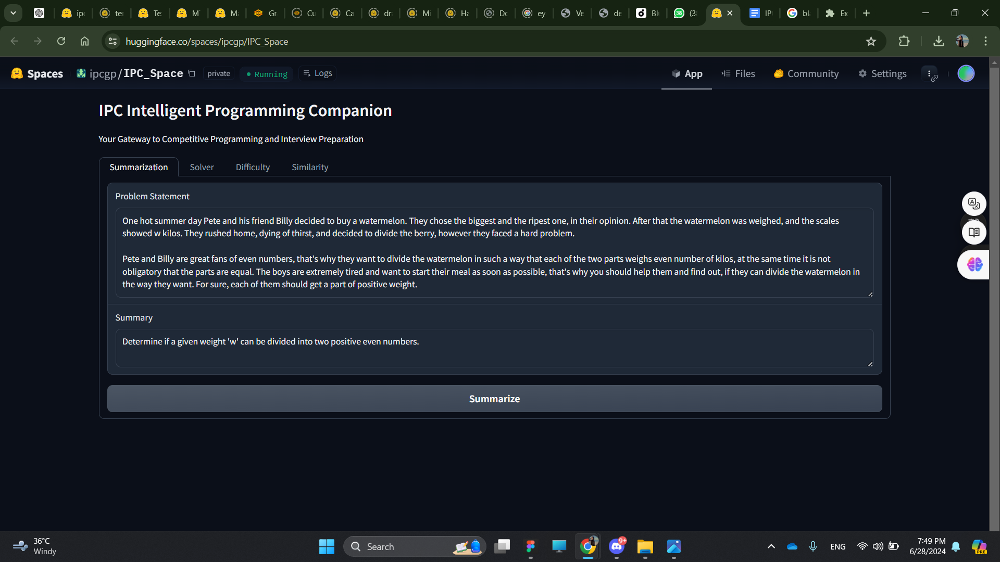 ipc
te
Te
M
Ma
Gr
Cu
Ca
dr
Mi
Ha
Dc
ey
Ve
de
Bl
(3
IP
bl
Ex
huggingface.co/spaces/ipcgp/IPC_Space
Spaces ipcgp/IPC_Space private Running Logs App Files Community Settings
IPC Intelligent Programming Companion
Your Gateway to Competitive Programming and Interview Preparation
Summarization Solver Difficulty Similarity
Problem Statement
One hot summer day Pete and his friend Billy decided to buy a watermelon. They chose the biggest and the ripest one, in their opinion. After that the watermelon was weighed, and the scales
showed w kilos. They rushed home, dying of thirst, and decided to divide the berry, however they faced a hard problem.
Pete and Billy are great fans of even numbers, that's why they want to divide the watermelon in such a way that each of the two parts weighs even number of kilos, at the same time it is not
obligatory that the parts are equal. The boys are extremely tired and want to start their meal as soon as possible, that's why you should help them and find out, if they can divide the watermelon in
the way they want. For sure, each of them should get a part of positive weight.
Summary
Determine if a given weight 'w' can be divided into two positive even numbers.
Summarize
36°C
Windy
Search
9+
ENG
7:49 PM
6/28/2024
PRE